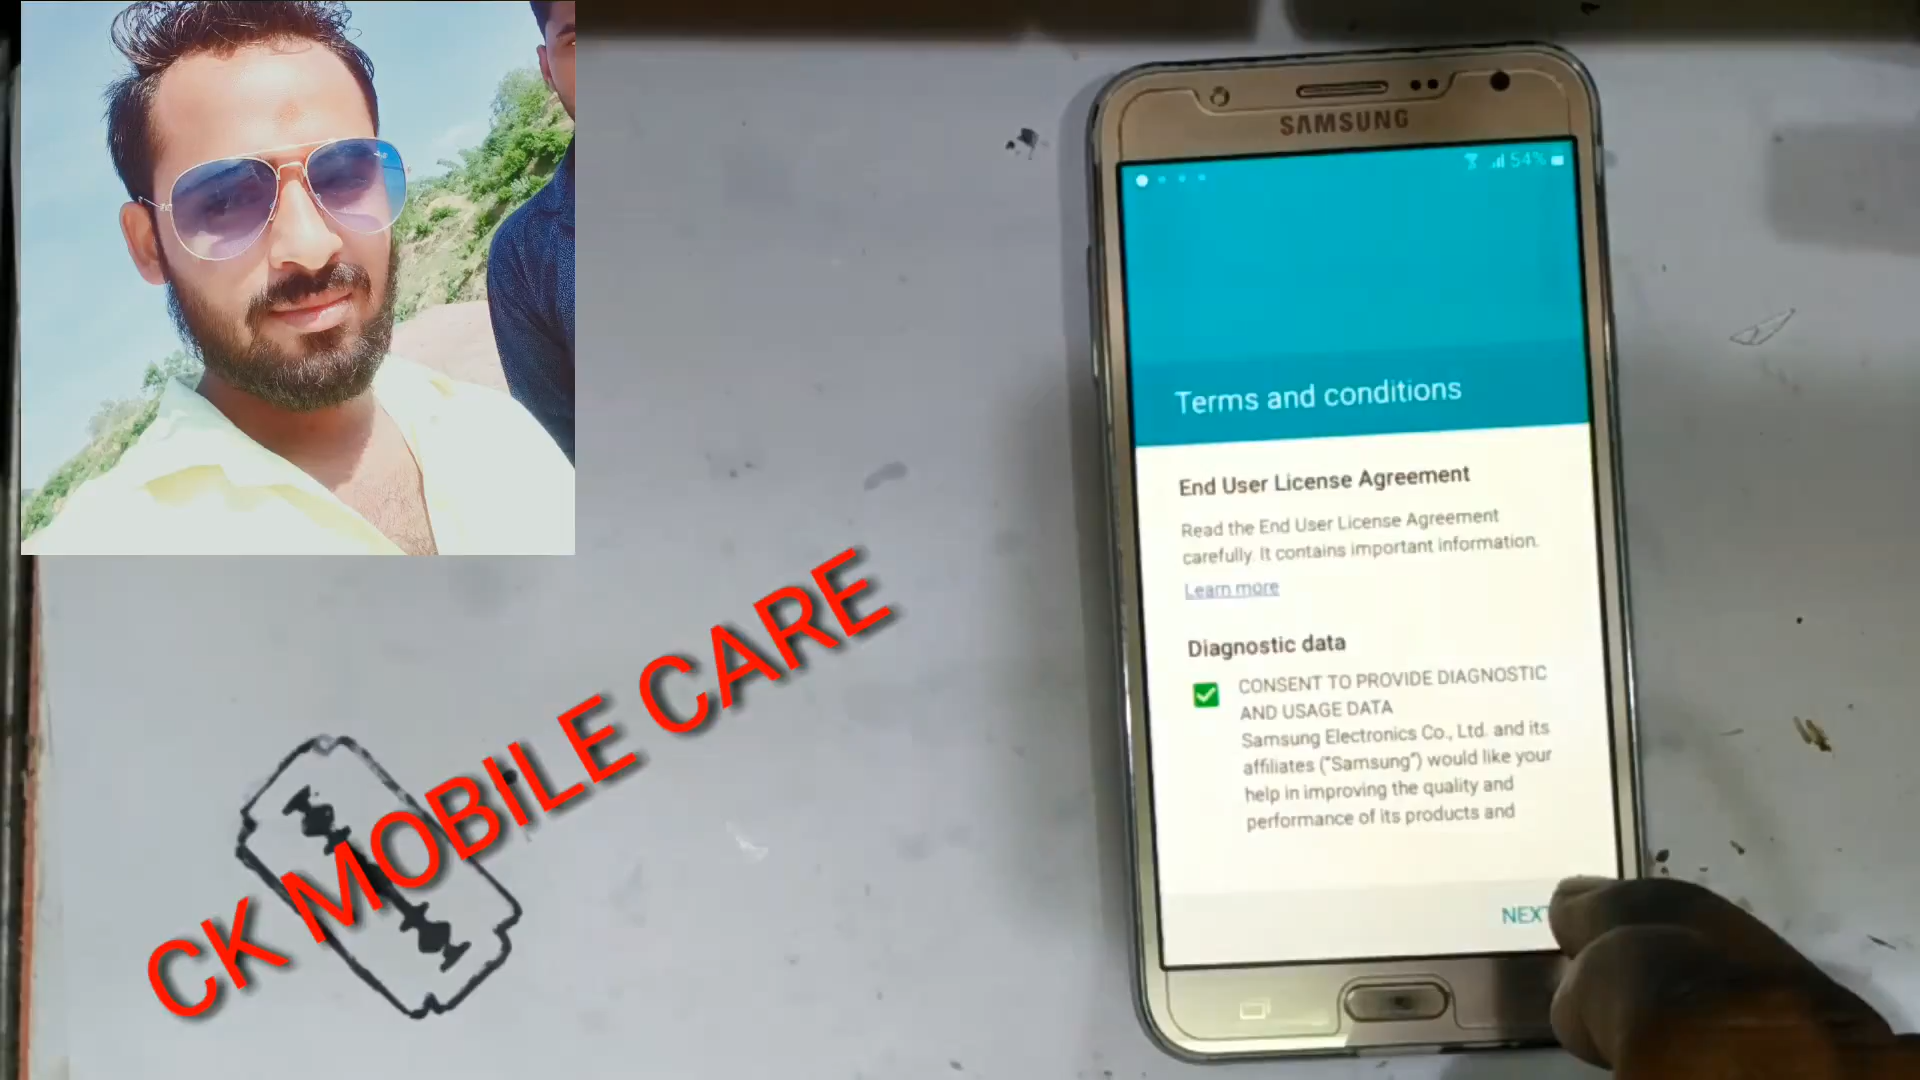 SAMSUNG
54%
Terms and conditions
End User License Agreement
Read the End User License Agreement
carefully. It contains important information.
Learn more
Diagnostic data
CONSENT TO PROVIDE DIAGNOSTIC
AND USAGE DATA
Samsung Electronics Co., Ltd. and its
affiliates ("Samsung") would like your
help in improving the quality and
performance of its products and
NEXT
CK MOBILE CARE